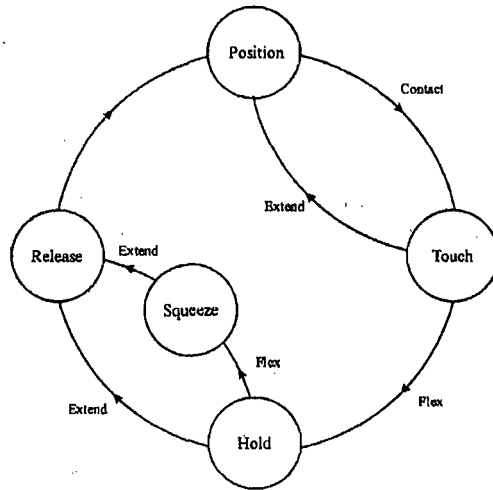 Position
Contact
Extend
Release
Extend
Touch
Squeeze
Flex
Extend
Flex
Hold